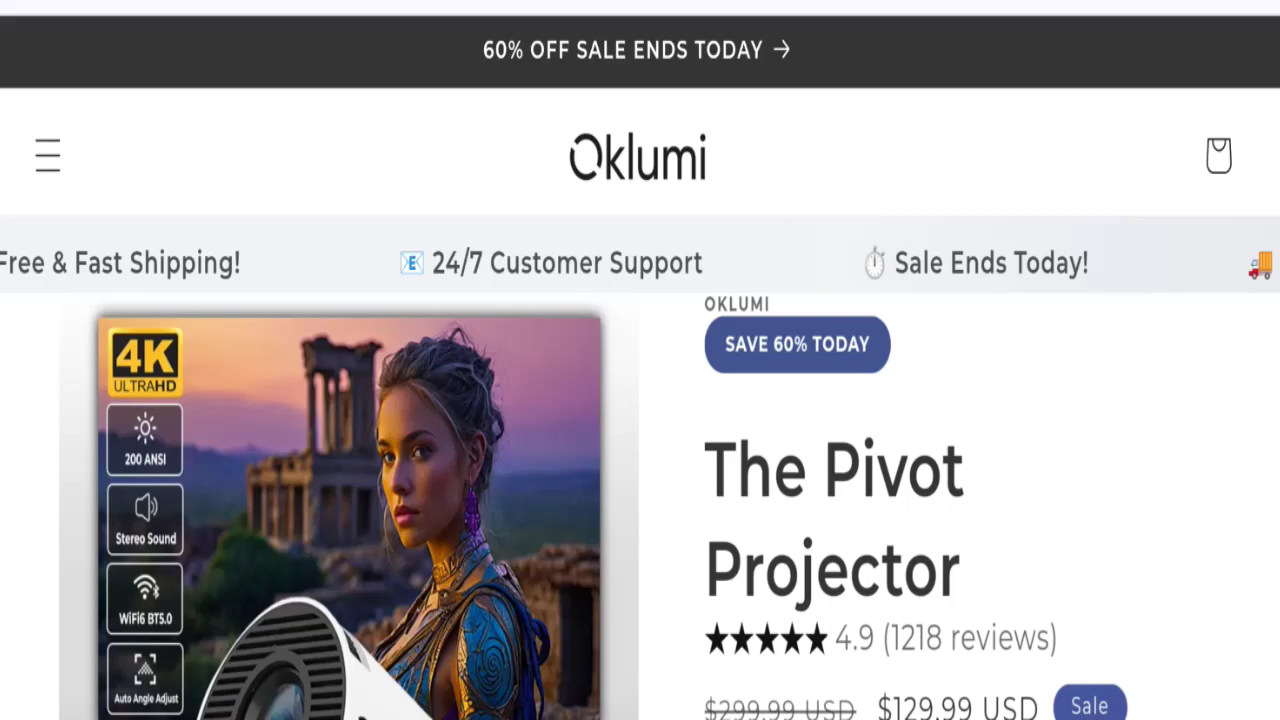 60% OFF SALE ENDS TODAY →
Oklumi
Free & Fast Shipping!
24/7 Customer Support
Sale Ends Today!
4K
ULTRAHD
200 ANSI
Stereo Sound
WiFi6 BT5.0
Auto Angle Adjust
OKLUMI
SAVE 60% TODAY
The Pivot
Projector
★★★★★ 4.9 (1218 reviews)
$299.99 USD $129.99 USD Sale